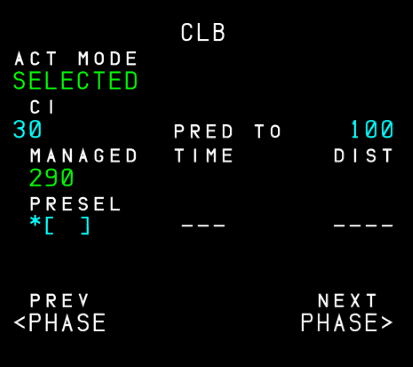 CLB
ACT MODE
SELECTED
CI
30 PRED TO 100
MANAGED TIME DIST
290
PRESEL
*[ ] --- ----
PREV NEXT
<PHASE PHASE>